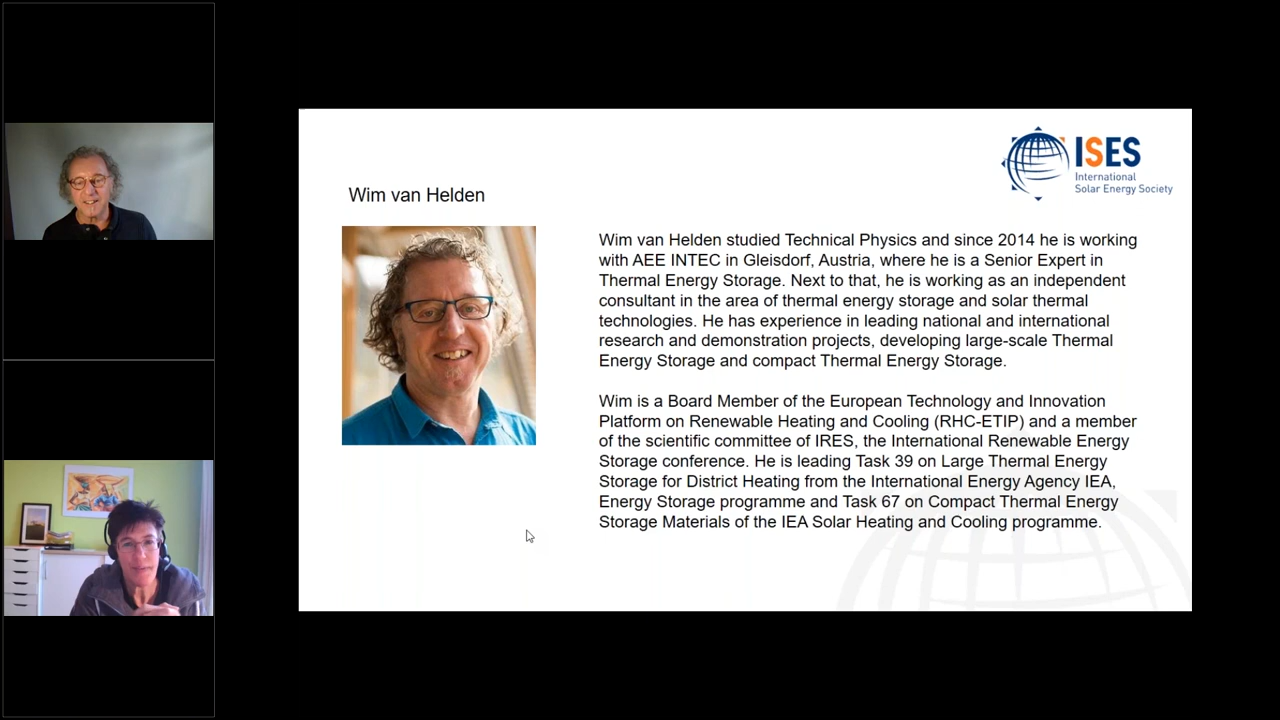 ISES
International
Solar Energy Society
Wim van Helden
Wim van Helden studied Technical Physics and since 2014 he is working
with AEE INTEC in Gleisdorf, Austria, where he is a Senior Expert in
Thermal Energy Storage. Next to that, he is working as an independent
consultant in the area of thermal energy storage and solar thermal
technologies. He has experience in leading national and international
research and demonstration projects, developing large-scale Thermal
Energy Storage and compact Thermal Energy Storage.
Wim is a Board Member of the European Technology and Innovation
Platform on Renewable Heating and Cooling (RHC-ETIP) and a member
of the scientific committee of IRES, the International Renewable Energy
Storage conference. He is leading Task 39 on Large Thermal Energy
Storage for District Heating from the International Energy Agency IEA,
Energy Storage programme and Task 67 on Compact Thermal Energy
Storage Materials of the IEA Solar Heating and Cooling programme.